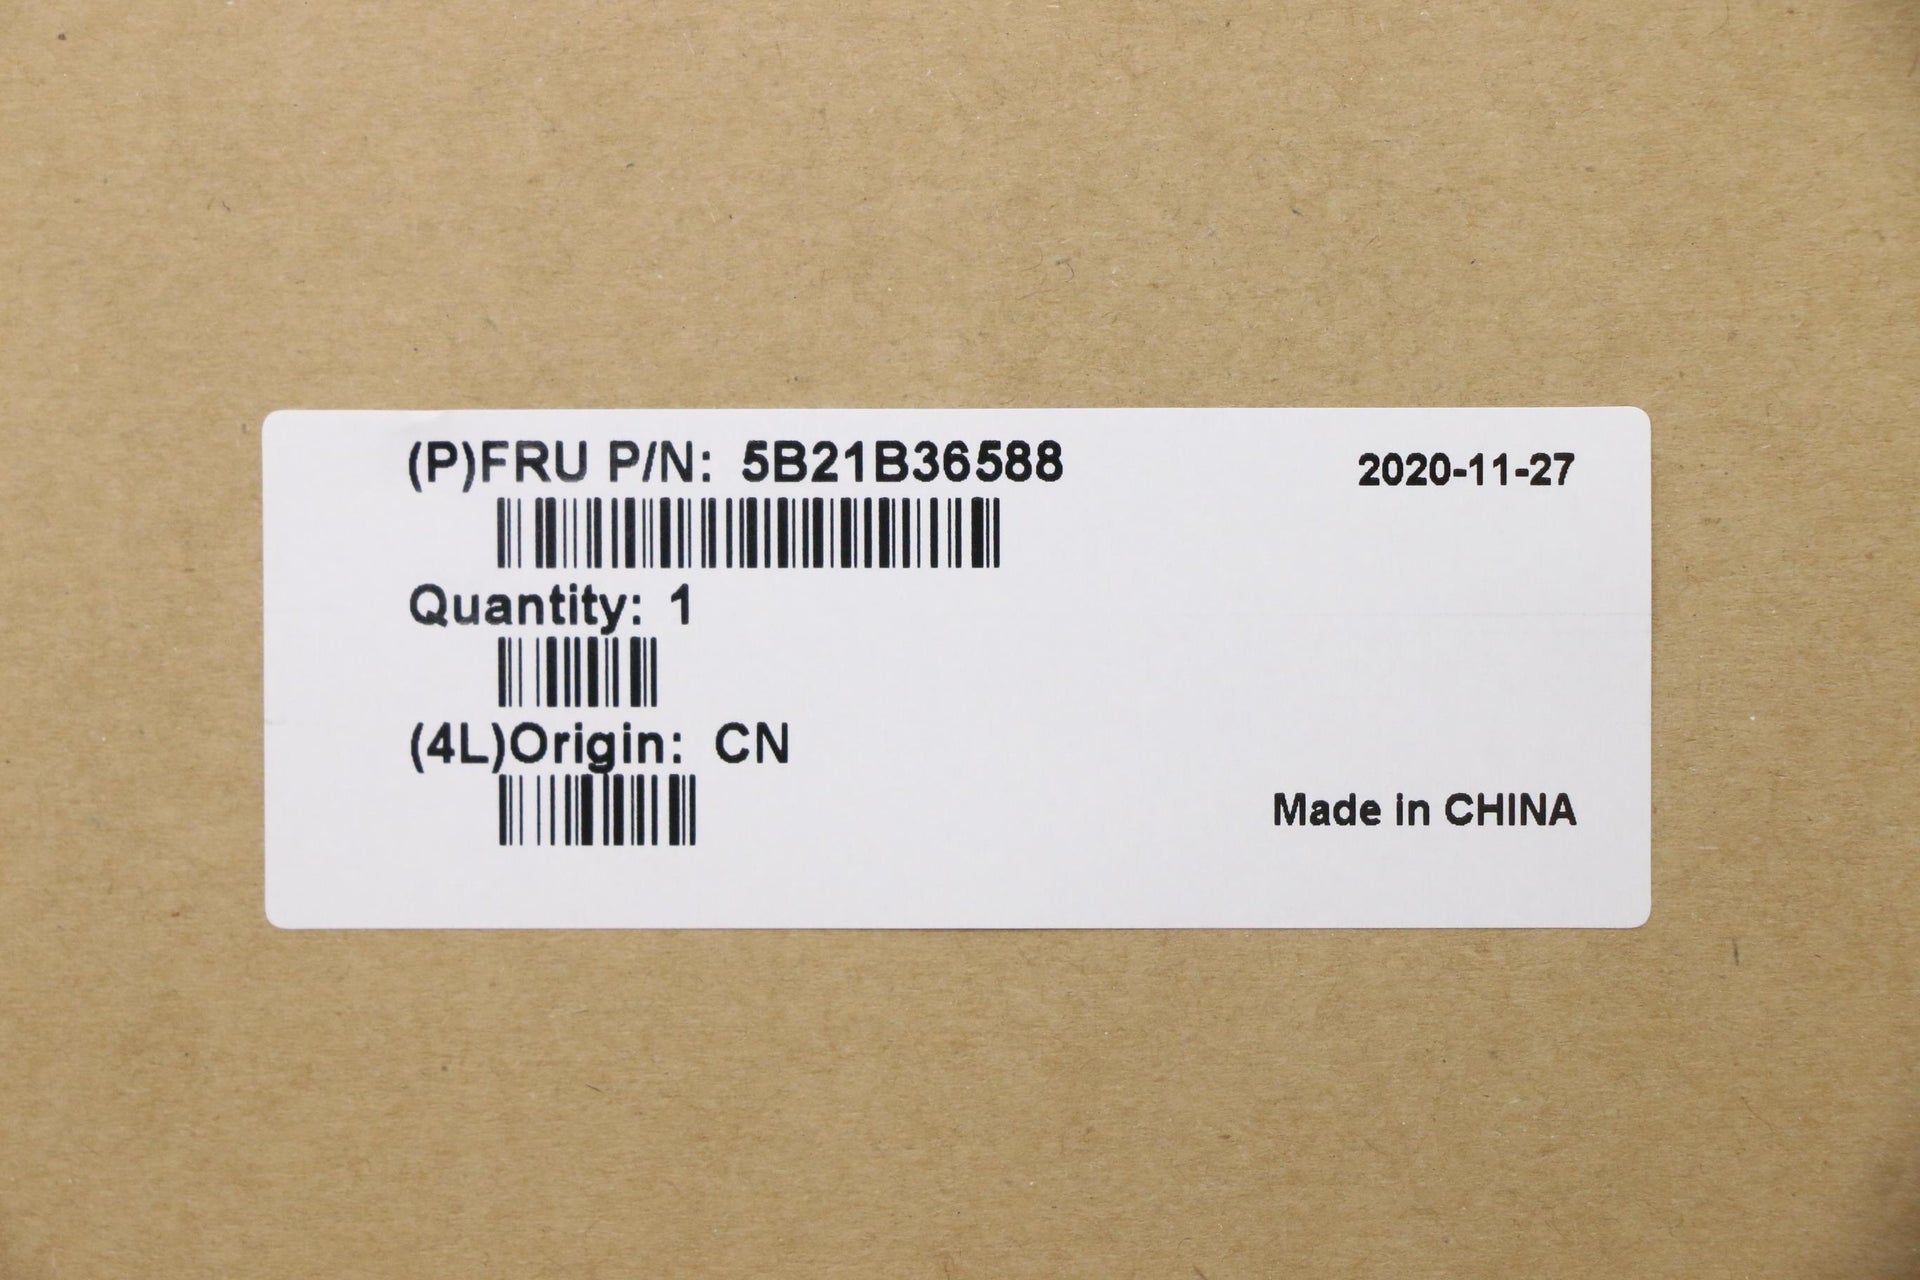 (P)FRU P/N: 5B21B36588
2020-11-27
Quantity: 1
(4L)Origin: CN
Made in CHINA